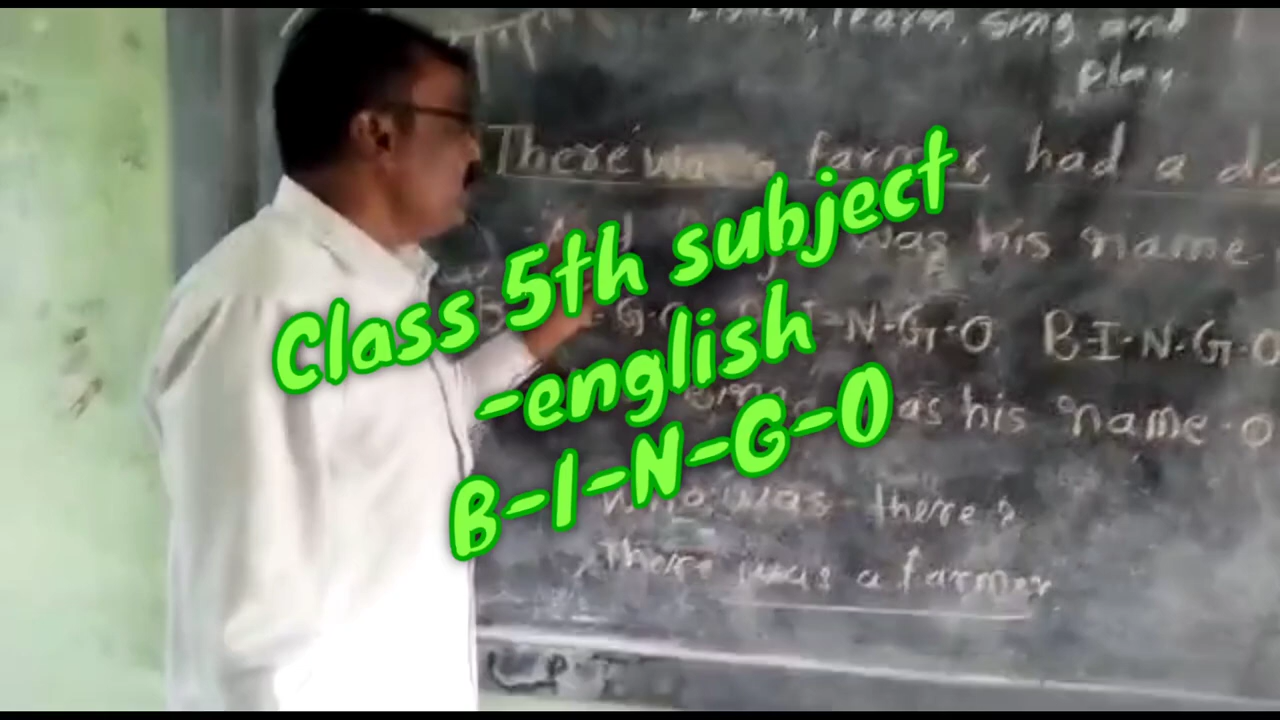 Listen, learn, sing and
play
There was a farmer, had a do
was his name
G-O N-G-O. B-I-N-G-O
as his name-o
Who was there?
There was a farmer
Class 5th subject
-english
B-I-N-G-O